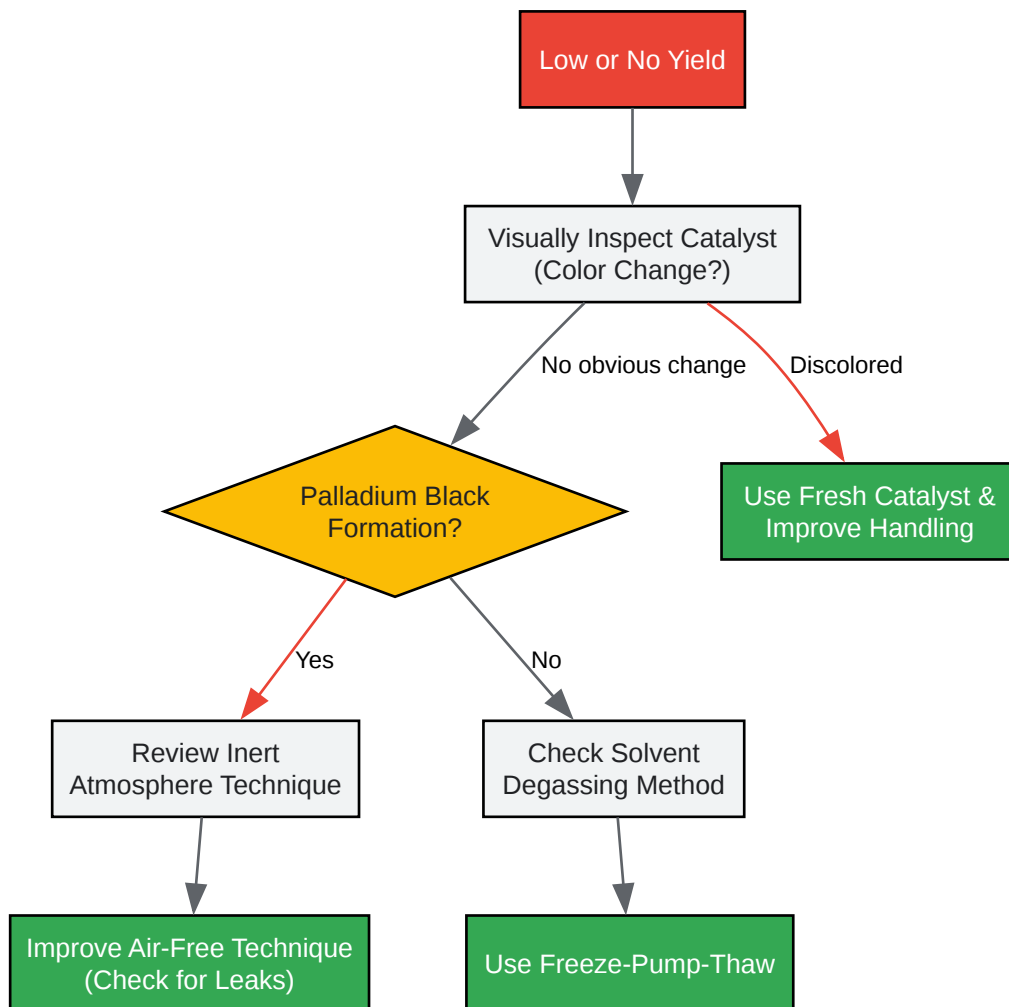 Low or No Yield
Visually Inspect Catalyst
(Color Change?)
No obvious change
Discolored
Palladium Black
Formation?
Use Fresh Catalyst &
Improve Handling
Yes
No
Review Inert
Atmosphere Technique
Check Solvent
Degassing Method
Improve Air-Free Technique
(Check for Leaks)
Use Freeze-Pump-Thaw